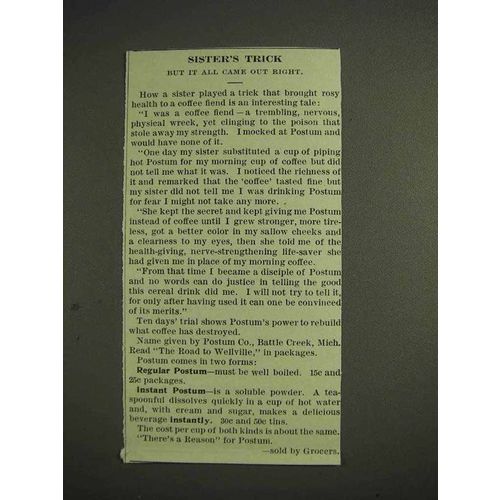 SISTER'S TRICK
BUT IT ALL CAME OUT RIGHT.
How a sister played a trick that brought rosy
health to a coffee fiend is an interesting tale:
"I was a coffee fiend—a trembling, nervous,
physical wreck, yet clinging to the poison that
stole away my strength. I mocked at Postum and
would have none of it.
"One day my sister substituted a cup of piping
hot Postum for my morning cup of coffee but did
not tell me what it was. I noticed the richness of
it and remarked that the 'coffee' tasted fine but
my sister did not tell me I was drinking Postum
for fear I might not take any more.
"She kept the secret and kept giving me Postum
instead of coffee until I grew stronger, more tire-
less, got a better color in my sallow cheeks and
a clearness to my eyes, then she told me of the
health-giving, nerve-strengthening life-saver she
had given me in place of my morning coffee.
"From that time I became a disciple of Postum
and no words can do justice in telling the good
this cereal drink did me. I will not try to tell it,
for only after having used it can one be convinced
of its merits."
Ten days' trial shows Postum's power to rebuild
what coffee has destroyed.
Name given by Postum Co., Battle Creek, Mich.
Read "The Road to Wellville," in packages.
Postum comes in two forms:
Regular Postum—must be well boiled. 15c and
25c packages.
Instant Postum—is a soluble powder. A tea-
spoonful dissolves quickly in a cup of hot water
and, with cream and sugar, makes a delicious
beverage instantly. 30c and 50c tins.
The cost per cup of both kinds is about the same.
"There's a Reason" for Postum.
—sold by Grocers.